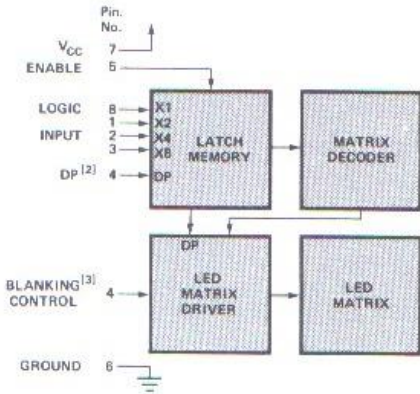 Pin.
No.
VCC 7
ENABLE 5
LOGIC 8 X1
1 X2
INPUT 2 X4
3 X8
DP [2] 4 DP
LATCH
MEMORY
MATRIX
DECODER
DP
LED
MATRIX
DRIVER
LED
MATRIX
BLANKING[3]
CONTROL 4
GROUND 6